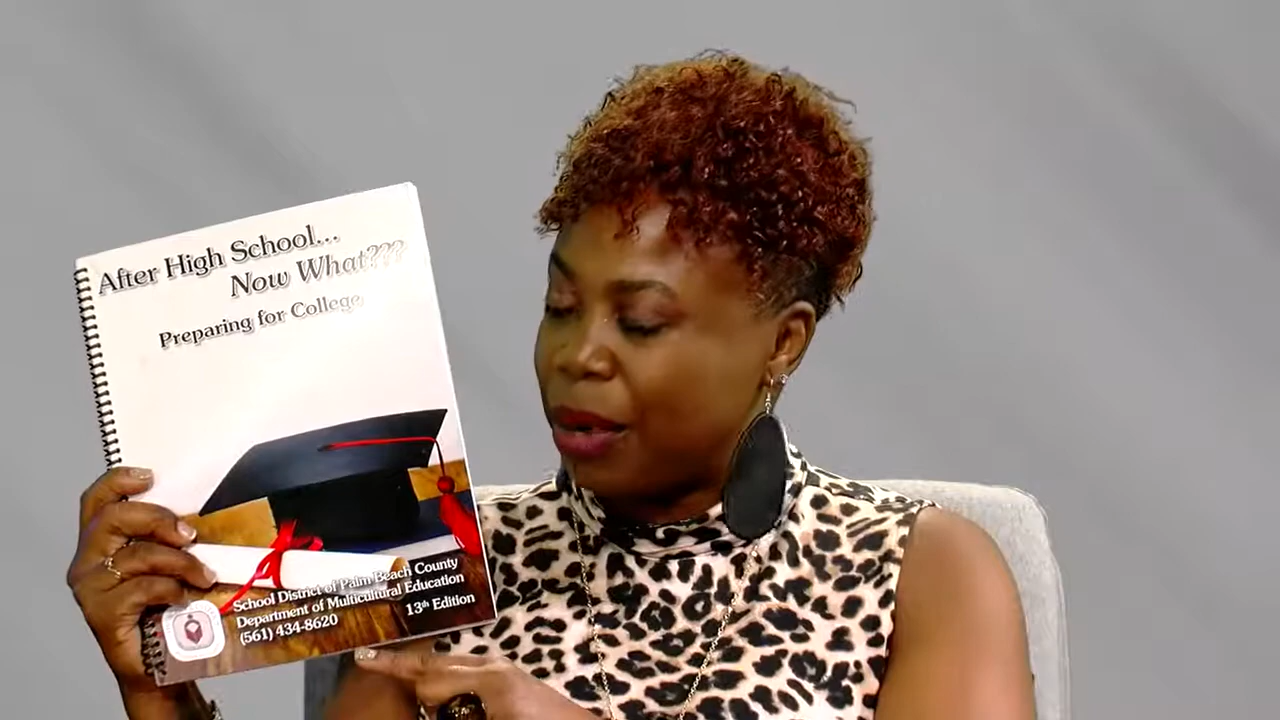 After High School...
Now What???
Preparing for College
School District of Palm Beach County
Department of Multicultural Education
(561) 434-8620
13th Edition